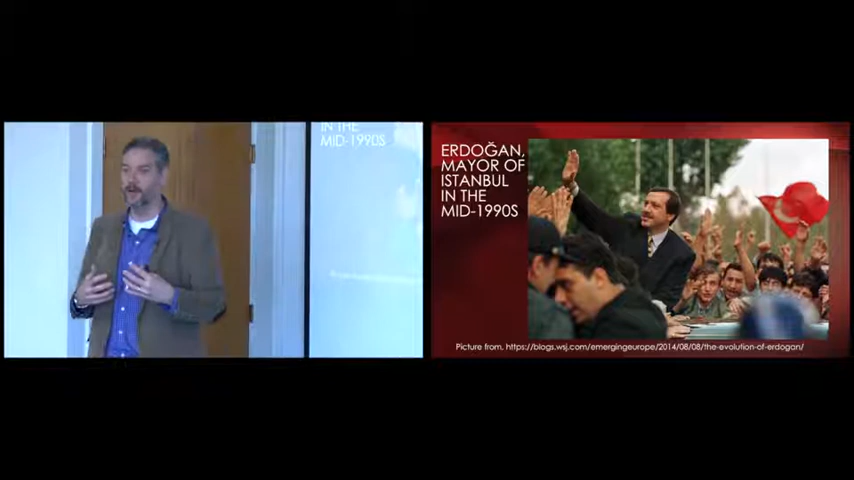 IN THE
MID-1990S
ERDOĞAN,
MAYOR OF
ISTANBUL
IN THE
MID-1990S
Picture from. https://blogs.wsj.com/emergingeurope/2014/08/08/the-evolution-of-erdogan/